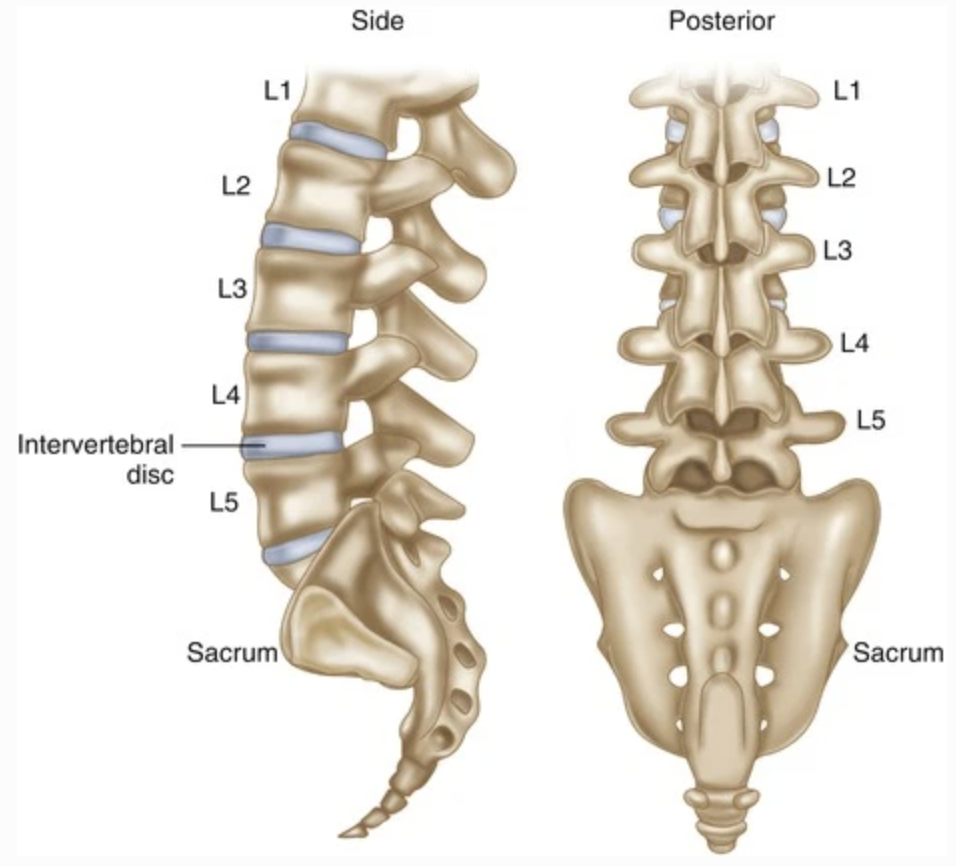 Side
Posterior
L1
L2
L3
L4
Intervertebral
disc
L5
Sacrum
L1
L2
L3
L4
L5
Sacrum